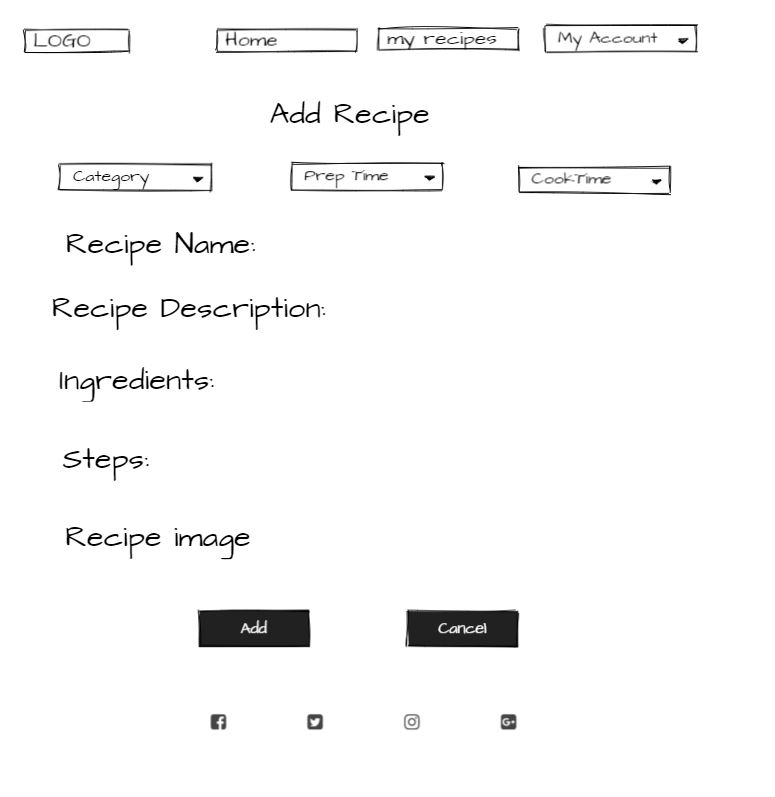 LOGO Home my recipes My Account
Add Recipe
Category Prep Time CookTime
Recipe Name:
Recipe Description:
Ingredients:
Steps:
Recipe image
Add Cancel